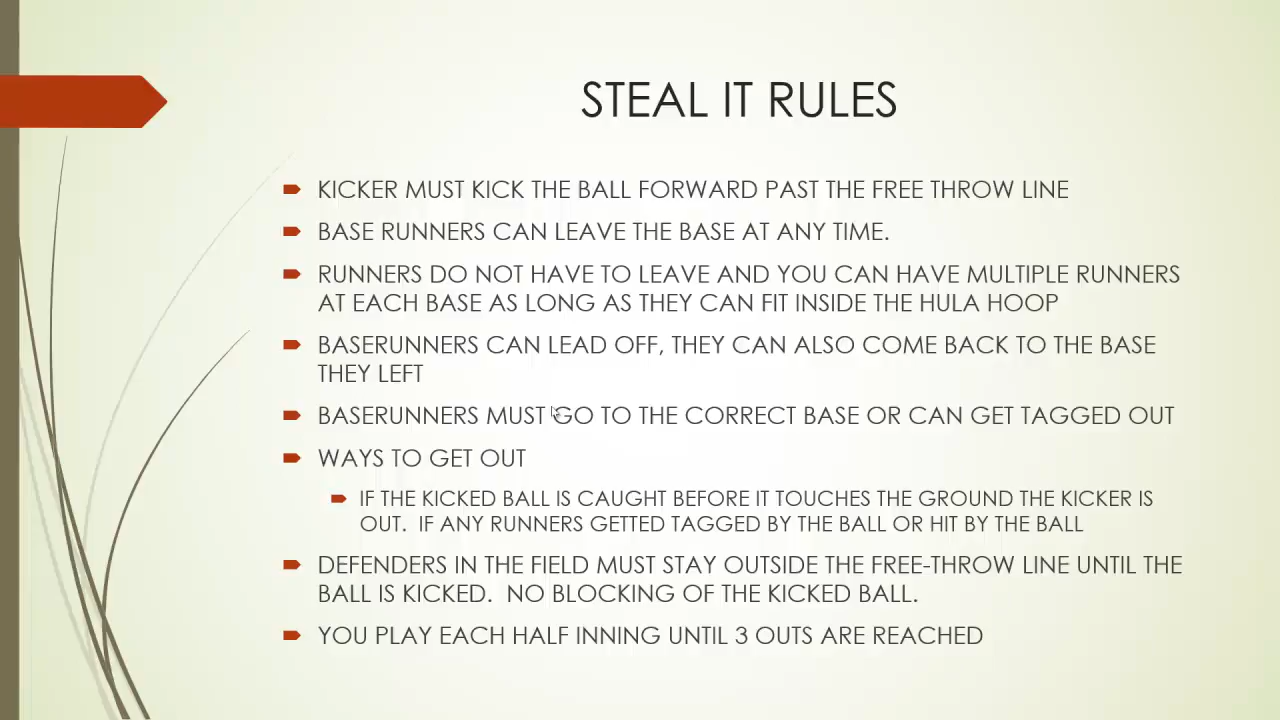 STEAL IT RULES
KICKER MUST KICK THE BALL FORWARD PAST THE FREE THROW LINE
BASE RUNNERS CAN LEAVE THE BASE AT ANY TIME.
RUNNERS DO NOT HAVE TO LEAVE AND YOU CAN HAVE MULTIPLE RUNNERS
AT EACH BASE AS LONG AS THEY CAN FIT INSIDE THE HULA HOOP
BASERUNNERS CAN LEAD OFF, THEY CAN ALSO COME BACK TO THE BASE
THEY LEFT
BASERUNNERS MUST GO TO THE CORRECT BASE OR CAN GET TAGGED OUT
WAYS TO GET OUT
IF THE KICKED BALL IS CAUGHT BEFORE IT TOUCHES THE GROUND THE KICKER IS
OUT.  IF ANY RUNNERS GETTED TAGGED BY THE BALL OR HIT BY THE BALL
DEFENDERS IN THE FIELD MUST STAY OUTSIDE THE FREE-THROW LINE UNTIL THE
BALL IS KICKED.  NO BLOCKING OF THE KICKED BALL.
YOU PLAY EACH HALF INNING UNTIL 3 OUTS ARE REACHED